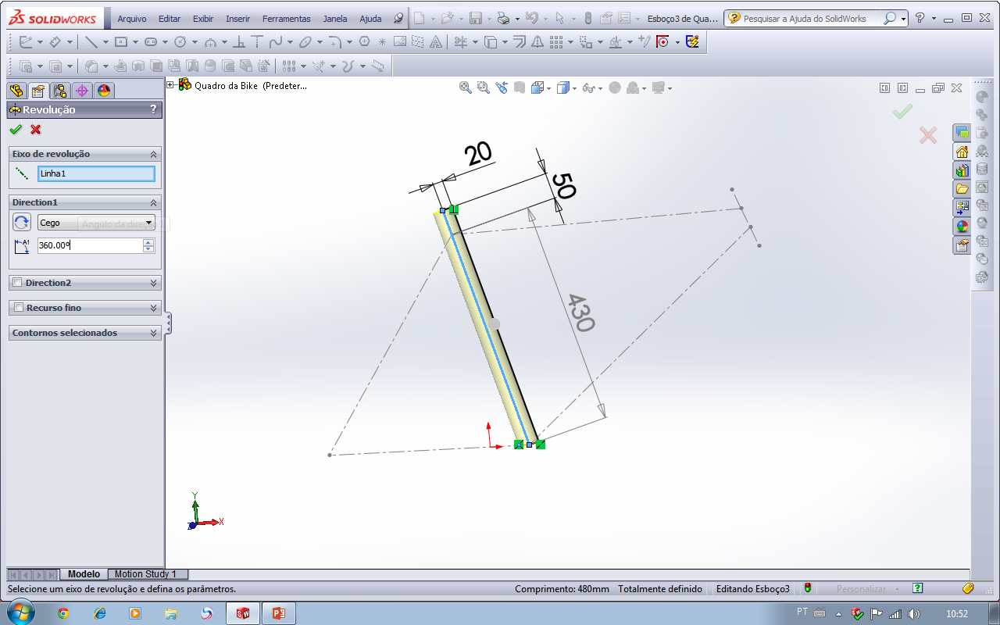 SOLIDWORKS Arquivo Editar Exibir Inserir Ferramentas Janela Ajuda Esboço3 de Qua... Pesquisar a Ajuda do SolidWorks ?
Quadro da Bike (Predeter...
Revolução ?
Eixo de revolução
Linha1
Direction1
Cego
Ângulo da direção
360.00º
Direction2
Recurso fino
Contornos selecionados
20
50
430
Y
X
Z
Modelo Motion Study 1
Selecione um eixo de revolução e defina os parâmetros. Comprimento: 480mm Totalmente definido Editando Esboço3 Personalizar ?
PT 10:52